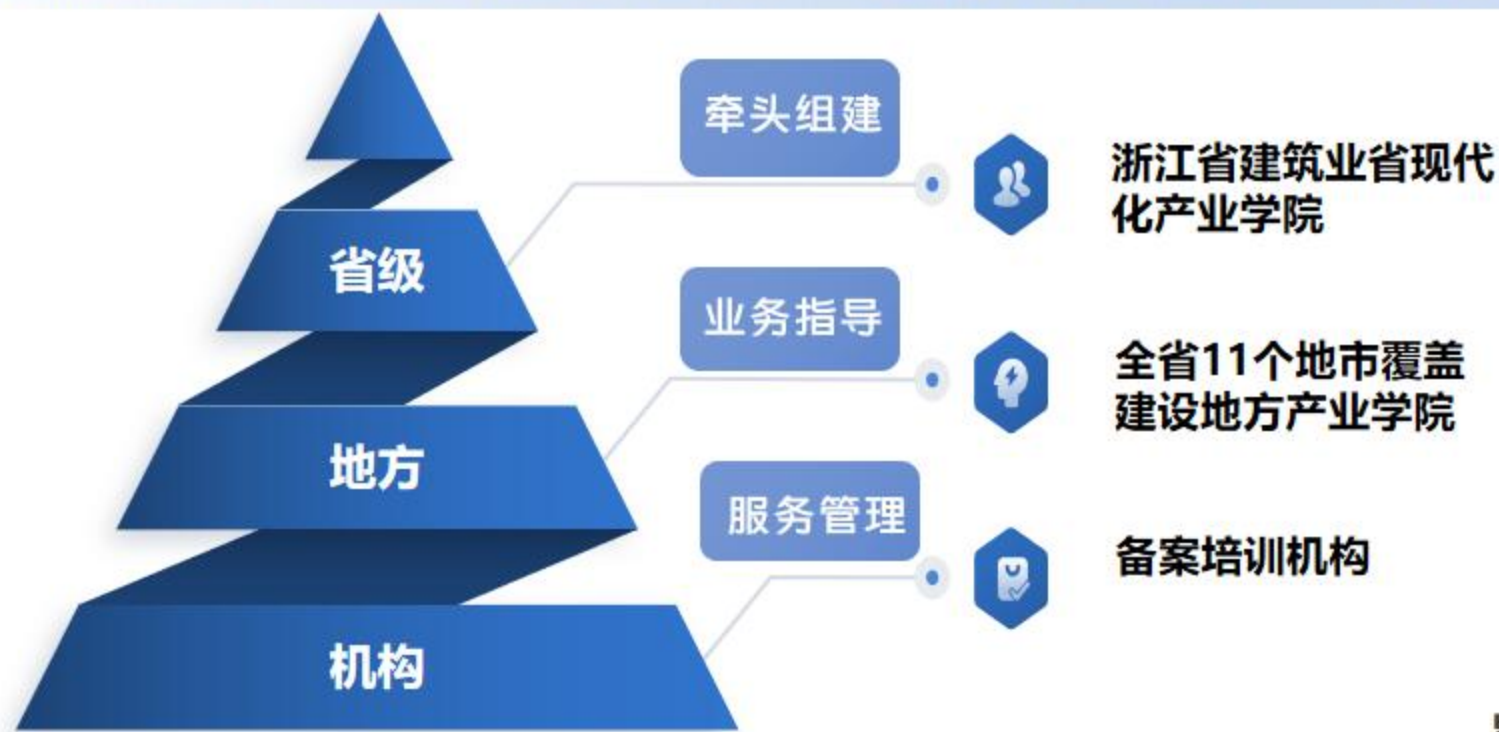 牵头组建
浙江省建筑业省现代
化产业学院
省级
业务指导
全省11个地市覆盖
建设地方产业学院
地方
服务管理
备案培训机构
机构